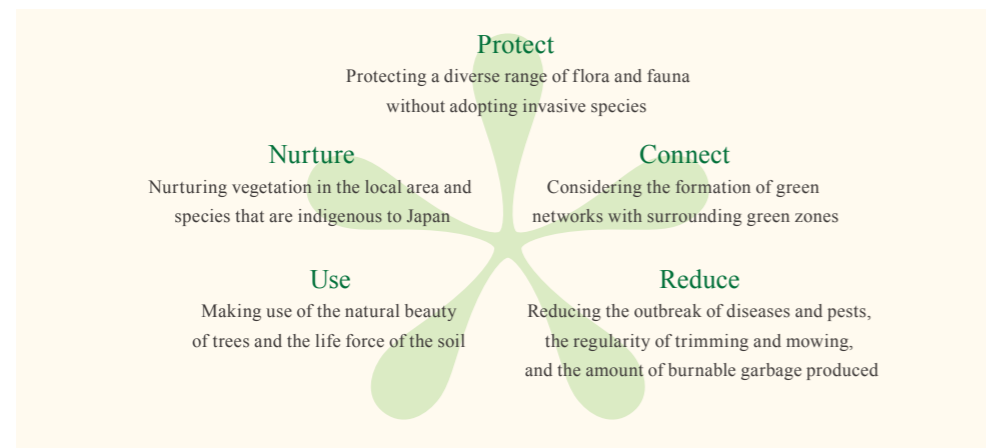 Protect
Protecting a diverse range of flora and fauna
without adopting invasive species
Nurture
Nurturing vegetation in the local area and
species that are indigenous to Japan
Connect
Considering the formation of green
networks with surrounding green zones
Use
Making use of the natural beauty
of trees and the life force of the soil
Reduce
Reducing the outbreak of diseases and pests,
the regularity of trimming and mowing,
and the amount of burnable garbage produced